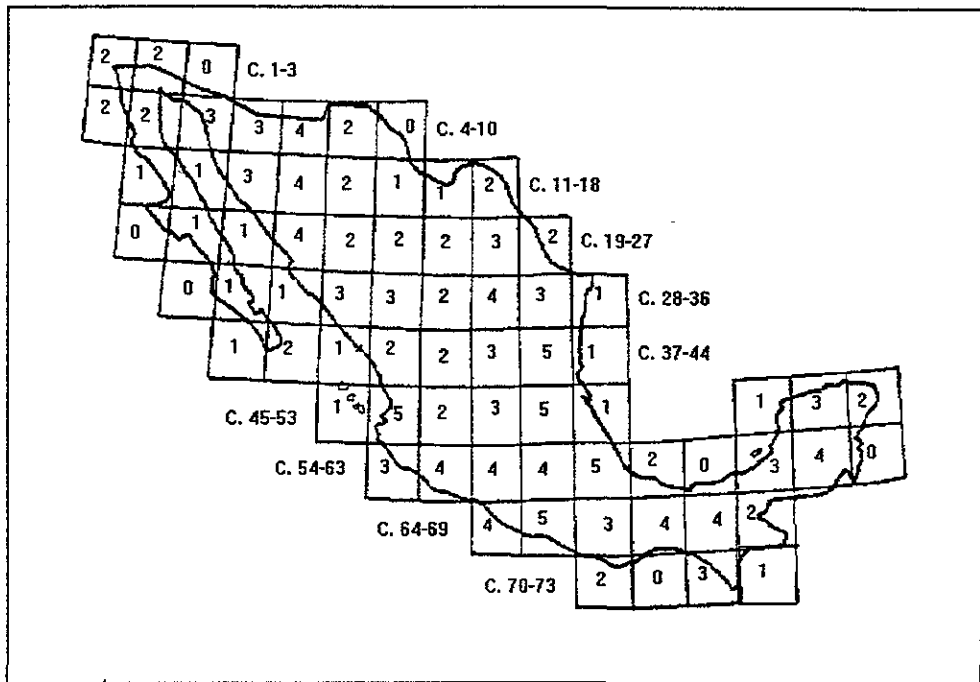 2 2 0 C. 1-3
2 2 3 3 4 2 0 C. 4-10
1 1 3 4 2 1 1 2 C. 11-18
0 1 1 4 2 2 2 3 2 C. 19-27
0 1 1 3 3 2 4 3 1 C. 28-36
1 2 1 2 2 3 5 1 C. 37-44
C. 45-53 1 5 2 3 5 1 1 3 2
C. 54-63 3 4 4 4 5 2 0 3 4 0
C. 64-69 4 5 3 4 4 2
C. 70-73 2 0 3 1